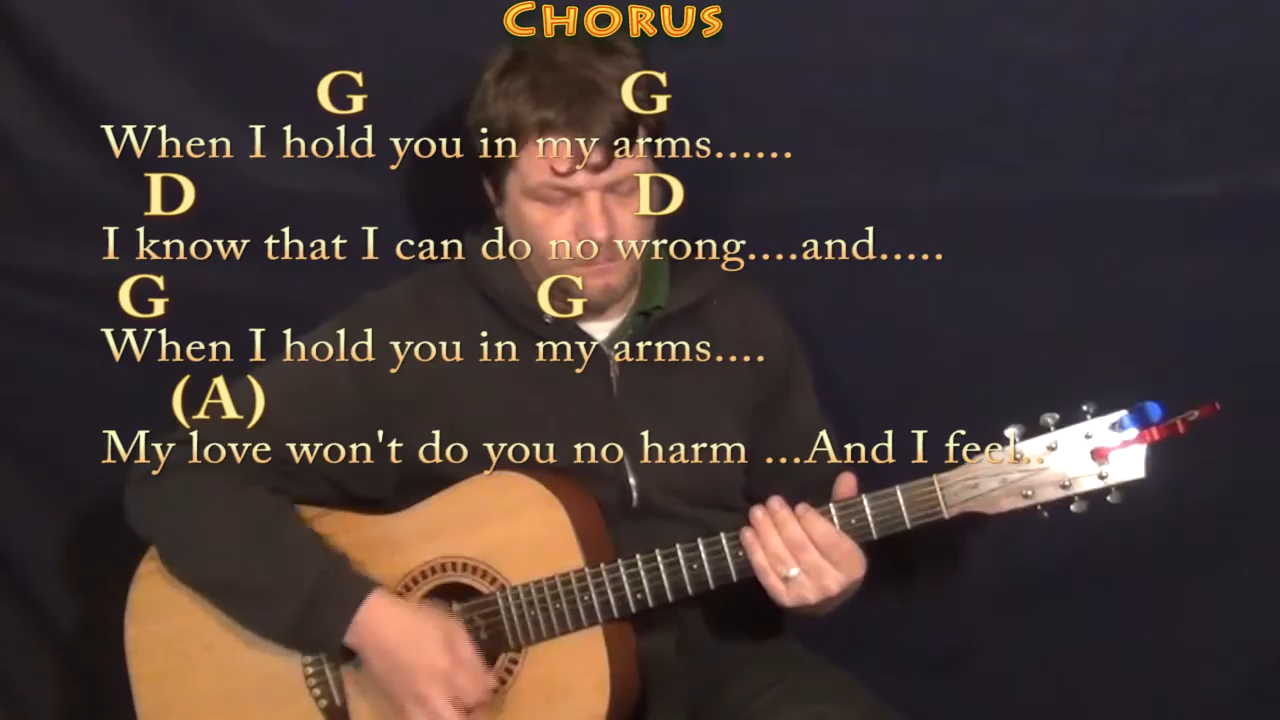 CHORUS
G G
When I hold you in my arms......
D D
I know that I can do no wrong....and.....
G G
When I hold you in my arms....
(A)
My love won't do you no harm ...And I feel..